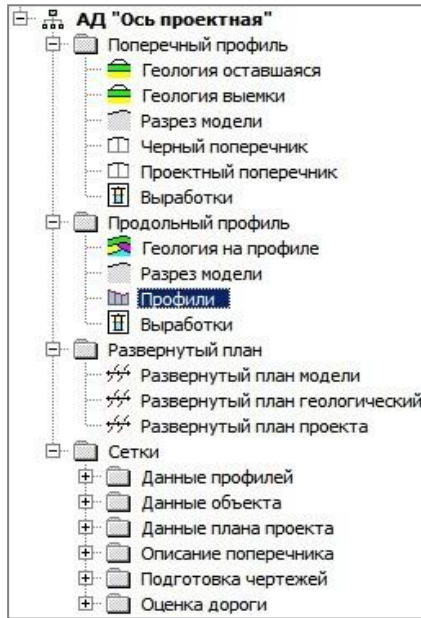 АД "Ось проектная"
Поперечный профиль
Геология оставшаяся
Геология выемки
Разрез модели
Черный поперечник
Проектный поперечник
Выработки
Продольный профиль
Геология на профиле
Разрез модели
Профили
Выработки
Развернутый план
Развернутый план модели
Развернутый план геологический
Развернутый план проекта
Сетки
Данные профилей
Данные объекта
Данные плана проекта
Описание поперечника
Подготовка чертежей
Оценка дороги